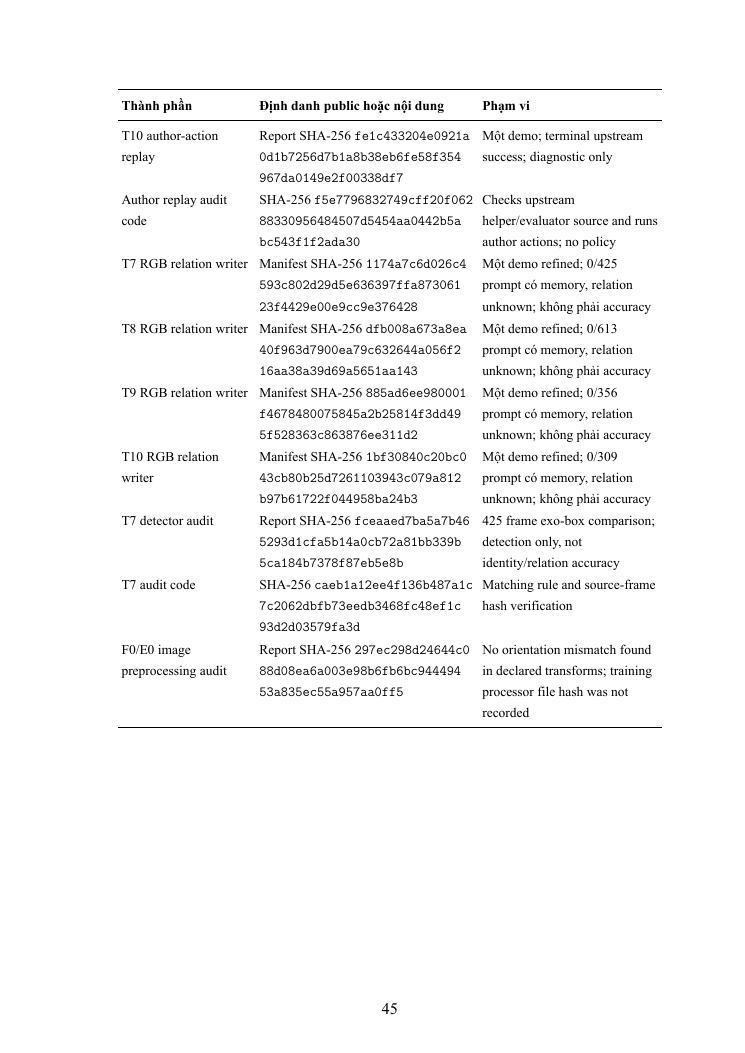 Thành phần Định danh public hoặc nội dung Phạm vi
T10 author-action Report SHA-256 fe1c433204e0921a Một demo; terminal upstream
replay 0d1b7256d7b1a8b38eb6fe58f354 success; diagnostic only
967da0149e2f00338df7
Author replay audit SHA-256 f5e7796832749cff20f062 Checks upstream
code 88330956484507d5454aa0442b5a helper/evaluator source and runs
bc543f1f2ada30 author actions; no policy
T7 RGB relation writer Manifest SHA-256 1174a7c6d026c4 Một demo refined; 0/425
593c802d29d5e636397ffa873061 prompt có memory, relation
23f4429e00e9cc9e376428 unknown; không phải accuracy
T8 RGB relation writer Manifest SHA-256 dfb008a673a8ea Một demo refined; 0/613
40f963d7900ea79c632644a056f2 prompt có memory, relation
16aa38a39d69a5651aa143 unknown; không phải accuracy
T9 RGB relation writer Manifest SHA-256 885ad6ee980001 Một demo refined; 0/356
f4678480075845a2b25814f3dd49 prompt có memory, relation
5f528363c863876ee311d2 unknown; không phải accuracy
T10 RGB relation Manifest SHA-256 1bf30840c20bc0 Một demo refined; 0/309
writer 43cb80b25d7261103943c079a812 prompt có memory, relation
b97b61722f044958ba24b3 unknown; không phải accuracy
T7 detector audit Report SHA-256 fceaaed7ba5a7b46 425 frame exo-box comparison;
5293d1cfa5b14a0cb72a81bb339b detection only, not
5ca184b7378f87eb5e8b identity/relation accuracy
T7 audit code SHA-256 caeb1a12ee4f136b487a1c Matching rule and source-frame
7c2062dbfb73eedb3468fc48ef1c hash verification
93d2d03579fa3d
F0/E0 image Report SHA-256 297ec298d24644c0 No orientation mismatch found
preprocessing audit 88d08ea6a003e98b6fb6bc944494 in declared transforms; training
53a835ec55a957aa0ff5 processor file hash was not
recorded
45